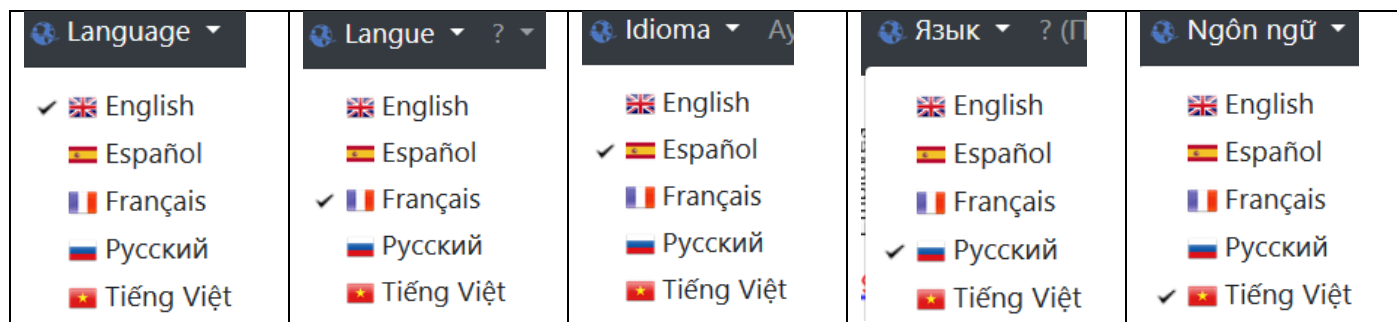 Language
English
Español
Français
Русский
Tiếng Việt
Langue ?
English
Español
Français
Русский
Tiếng Việt
Idioma
English
Español
Français
Русский
Tiếng Việt
Язык ? (П
English
Español
Français
Русский
Tiếng Việt
Ngôn ngữ
English
Español
Français
Русский
Tiếng Việt